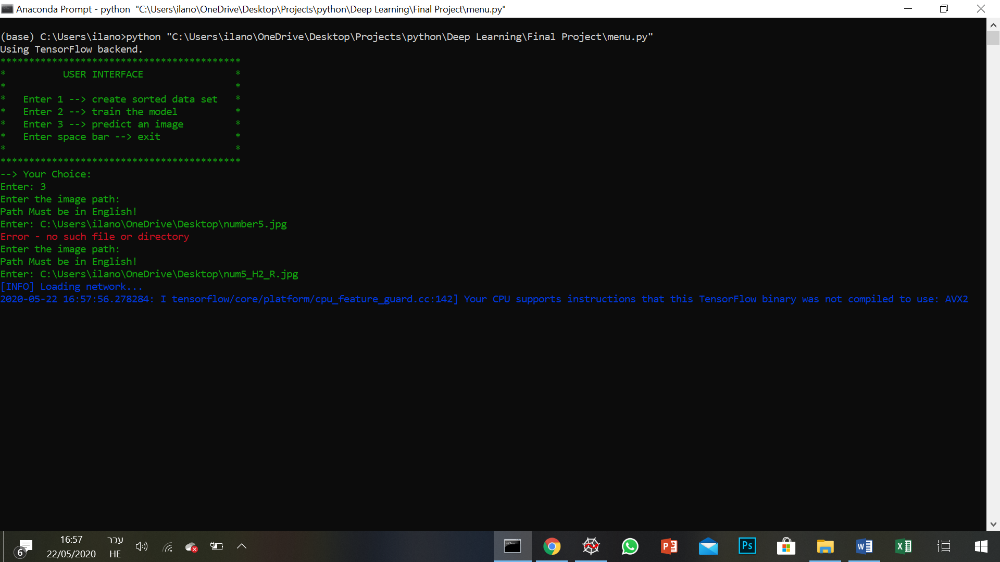 Anaconda Prompt - python  "C:\Users\ilano\OneDrive\Desktop\Projects\python\Deep Learning\Final Project\menu.py"
(base) C:\Users\ilano>python "C:\Users\ilano\OneDrive\Desktop\Projects\python\Deep Learning\Final Project\menu.py"
Using TensorFlow backend.
******************************************
*          USER INTERFACE                *
*                                        *
*   Enter 1 --> create sorted data set   *
*   Enter 2 --> train the model          *
*   Enter 3 --> predict an image         *
*   Enter space bar --> exit             *
*                                        *
******************************************
--> Your Choice:
Enter: 3
Enter the image path:
Path Must be in English!
Enter: C:\Users\ilano\OneDrive\Desktop\number5.jpg
Error - no such file or directory
Enter the image path:
Path Must be in English!
Enter: C:\Users\ilano\OneDrive\Desktop\num5_H2_R.jpg
[INFO] Loading network...
2020-05-22 16:57:56.278284: I tensorflow/core/platform/cpu_feature_guard.cc:142] Your CPU supports instructions that this TensorFlow binary was not compiled to use: AVX2
6
16:57
22/05/2020
עבר
HE
C:\_
P
Ps
W
X